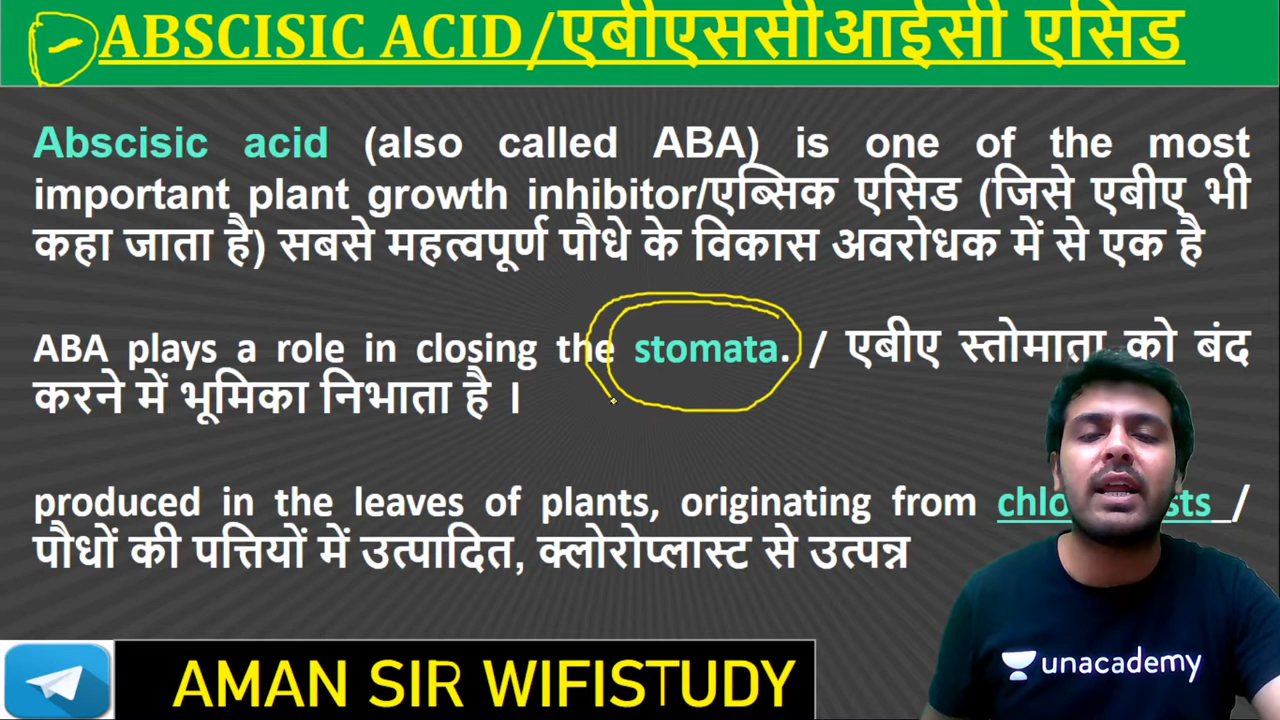 ABSCISIC ACID/एबीएससीआईसी एसिड
Abscisic acid (also called ABA) is one of the most
important plant growth inhibitor/एब्सिक एसिड (जिसे एबीए भी
कहा जाता है) सबसे महत्वपूर्ण पौधे के विकास अवरोधक में से एक है
ABA plays a role in closing the stomata. / एबीए स्तोमाता को बंद
करने में भूमिका निभाता है ।
produced in the leaves of plants, originating from /
पौधों की पत्तियों में उत्पादित, क्लोरोप्लास्ट से उत्पन्न
unacademy
AMAN SIR WIFISTUDY